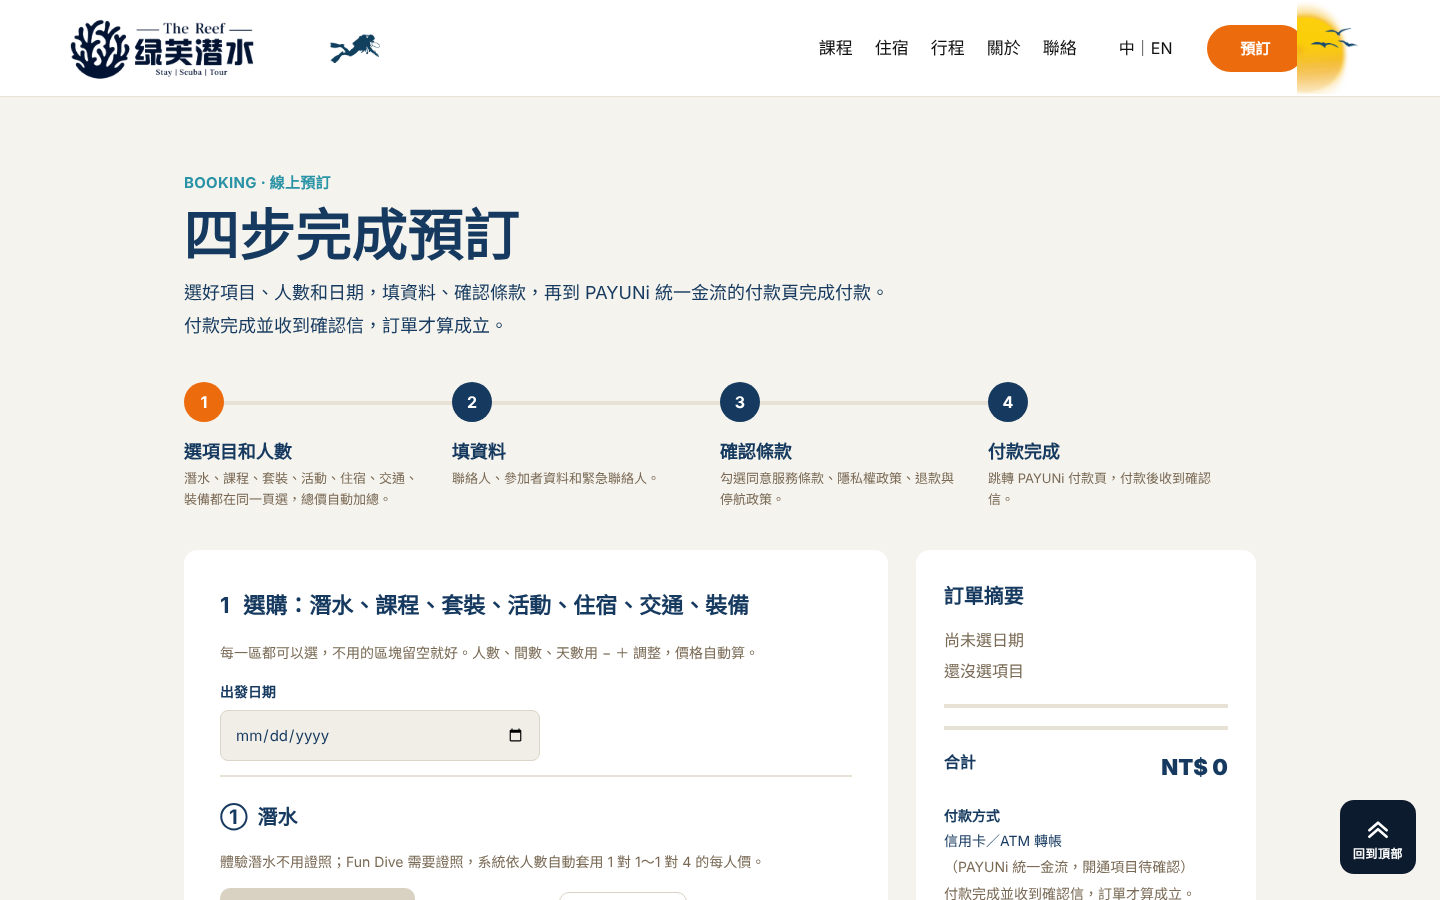 The Reef
绿芙潛水
Stay | Scuba | Tour
課程
住宿
行程
關於
聯絡
中｜EN
預訂
BOOKING · 線上預訂
四步完成預訂
選好項目、人數和日期，填資料、確認條款，再到 PAYUNi 統一金流的付款頁完成付款。
付款完成並收到確認信，訂單才算成立。
1
選項目和人數
潛水、課程、套裝、活動、住宿、交通、
裝備都在同一頁選，總價自動加總。
2
填資料
聯絡人、參加者資料和緊急聯絡人。
3
確認條款
勾選同意服務條款、隱私權政策、退款與
停航政策。
4
付款完成
跳轉 PAYUNi 付款頁，付款後收到確認
信。
1 選購：潛水、課程、套裝、活動、住宿、交通、裝備
每一區都可以選，不用的區塊留空就好。人數、間數、天數用 − ＋ 調整，價格自動算。
出發日期
mm/dd/yyyy
① 潛水
體驗潛水不用證照；Fun Dive 需要證照，系統依人數自動套用 1 對 1～1 對 4 的每人價。
訂單摘要
尚未選日期
還沒選項目
合計
NT$ 0
付款方式
信用卡／ATM 轉帳
（PAYUNi 統一金流，開通項目待確認）
付款完成並收到確認信，訂單才算成立。
回到頂部